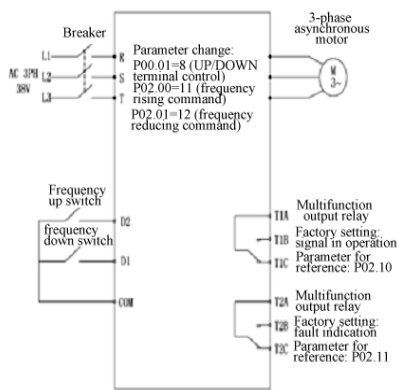 3-phase
asynchronous
motor
Breaker
L1
R
Parameter change:
P00.01=8 (UP/DOWN
terminal control)
P02.00=11 (frequency
rising command)
P02.01=12 (frequency
reducing command)
AC 3PH
38V
L2
S
L3
T
M
3~
Frequency
up switch
D2
frequency
down switch
D1
COM
T1A
Multifunction
output relay
T1B
Factory setting:
signal in operation
T1C
Parameter for
reference: P02.10
T2A
Multifunction
output relay
T2B
Factory setting:
fault indication
T2C
Parameter for
reference: P02.11